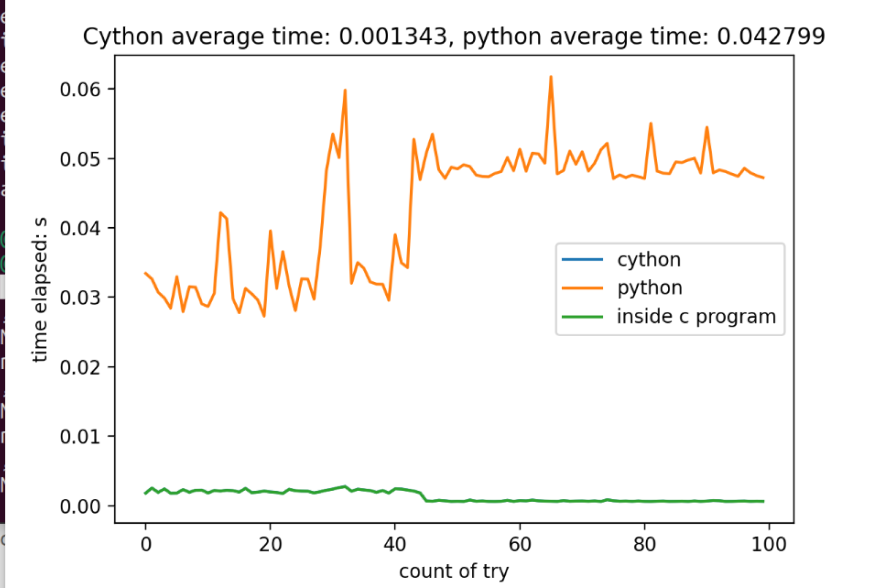 Cython average time: 0.001343, python average time: 0.042799
0.06
0.05
0.04
0.03
0.02
0.01
0.00
time elapsed: s
cython
python
inside c program
0 20 40 60 80 100
count of try